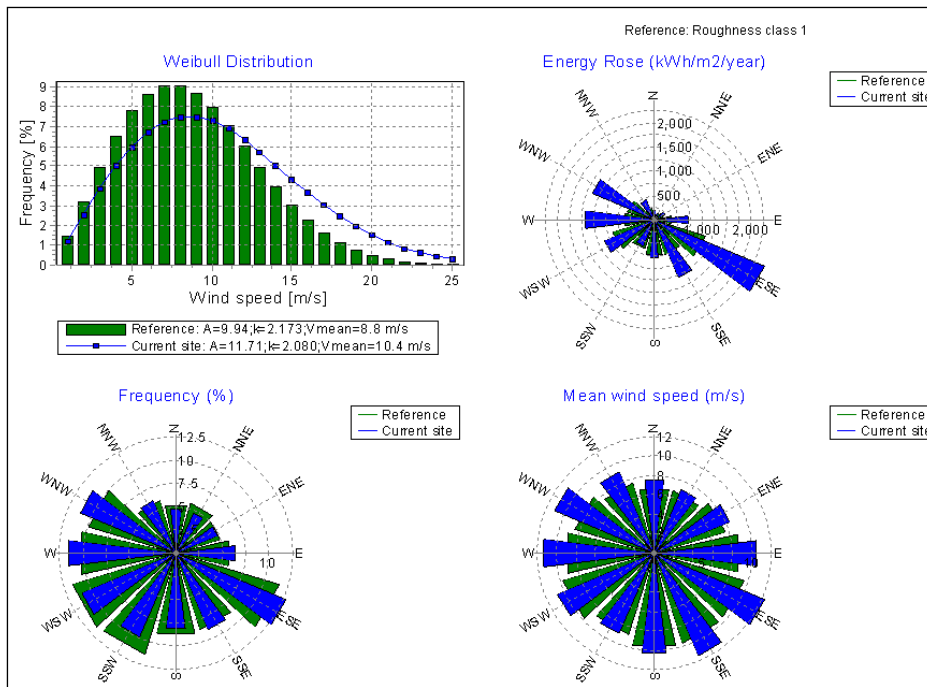 Reference: Roughness class 1
Weibull Distribution
Frequency [%]
9
8
7
6
5
4
3
2
1
0
5
10
15
20
25
Wind speed [m/s]
Reference: A=9.94;k=2.173;Vmean=8.8 m/s
Current site: A=11.71;k=2.080;Vmean=10.4 m/s
Energy Rose (kWh/m2/year)
Reference
Current site
N
NNE
ENE
E
ESE
SSE
S
SSW
WSW
W
WNW
NNW
2,000
1,500
1,000
500
2,000
Frequency (%)
Reference
Current site
N
NNE
ENE
E
ESE
SSE
S
SSW
WSW
W
WNW
NNW
12.5
10.0
7.5
10
Mean wind speed (m/s)
Reference
Current site
N
NNE
ENE
E
ESE
SSE
S
SSW
WSW
W
WNW
NNW
12
10
8